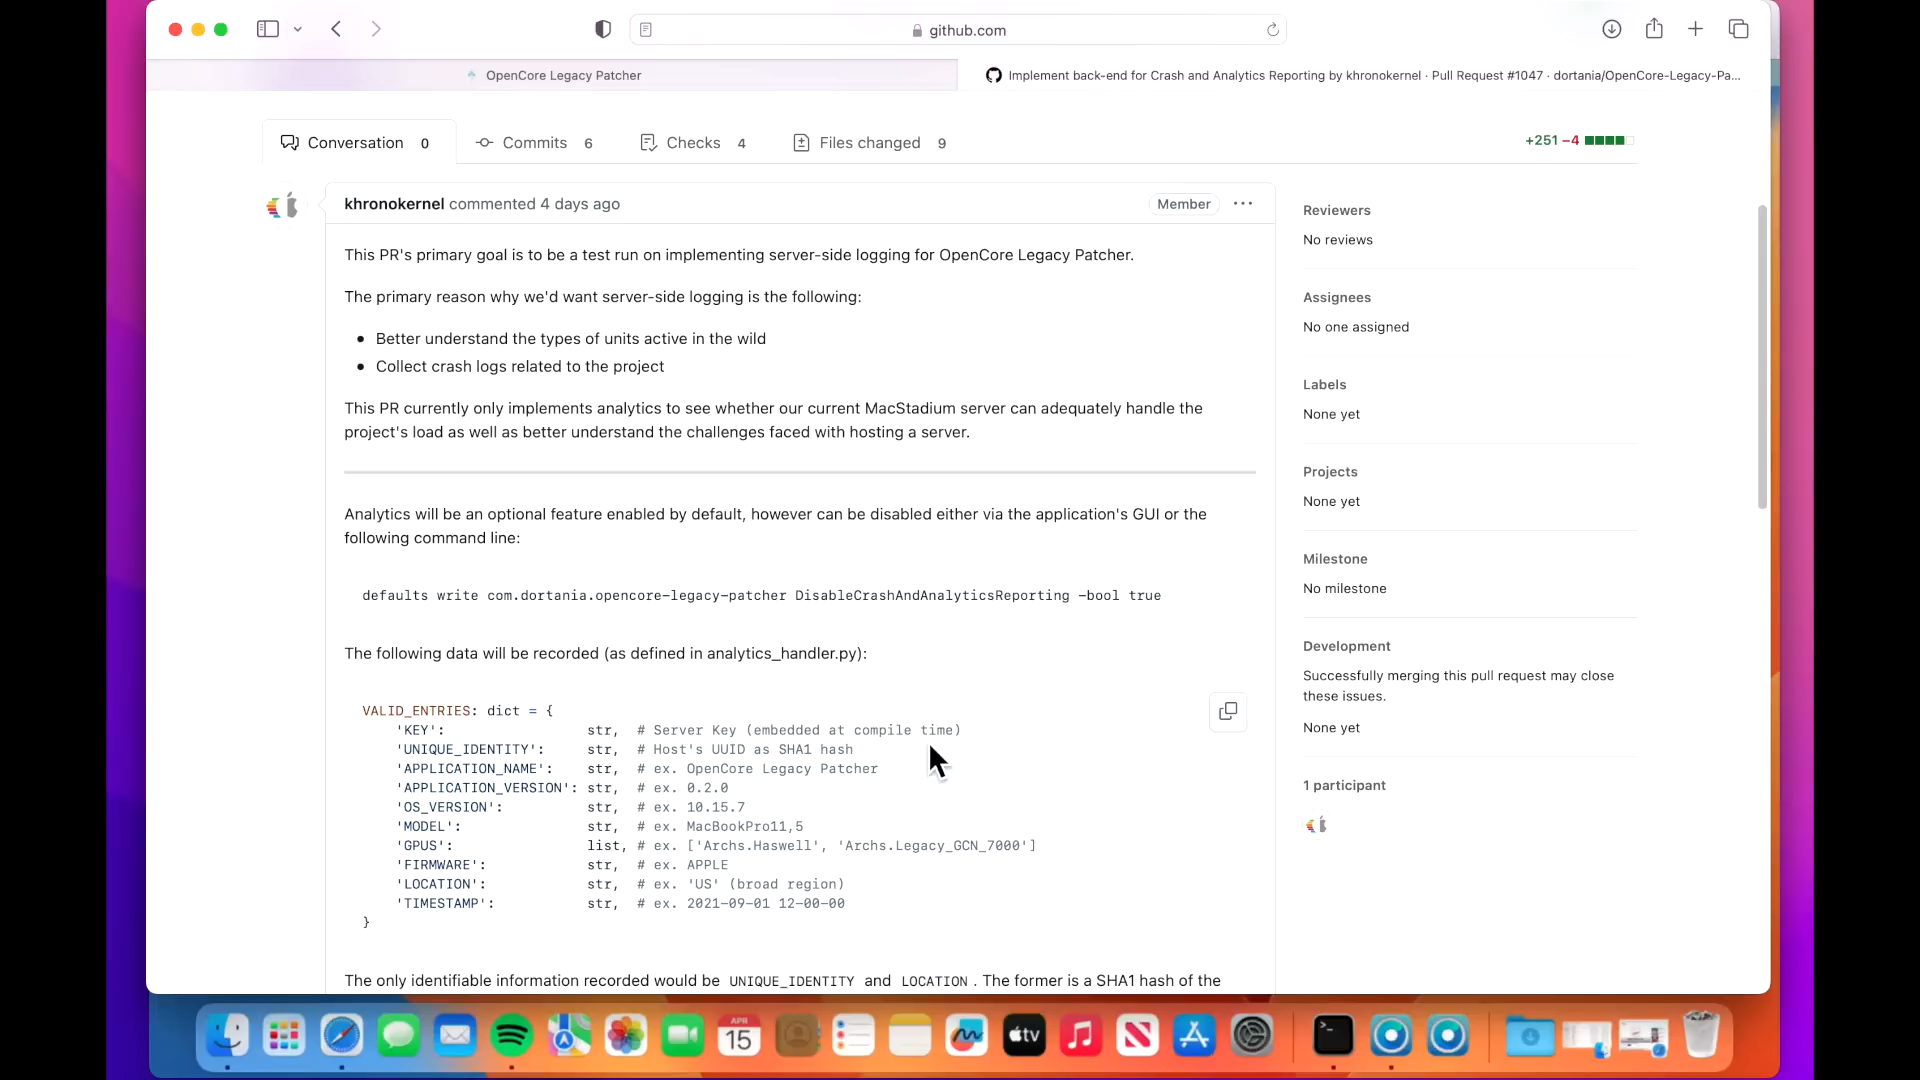 github.com
OpenCore Legacy Patcher
Implement back-end for Crash and Analytics Reporting by khronokernel · Pull Request #1047 · dortania/OpenCore-Legacy-Pa...
Conversation 0
Commits 6
Checks 4
Files changed 9
+251 −4
khronokernel commented 4 days ago
Member
This PR's primary goal is to be a test run on implementing server-side logging for OpenCore Legacy Patcher.
The primary reason why we'd want server-side logging is the following:
• Better understand the types of units active in the wild
• Collect crash logs related to the project
This PR currently only implements analytics to see whether our current MacStadium server can adequately handle the
project's load as well as better understand the challenges faced with hosting a server.
Analytics will be an optional feature enabled by default, however can be disabled either via the application's GUI or the
following command line:
defaults write com.dortania.opencore-legacy-patcher DisableCrashAndAnalyticsReporting -bool true
The following data will be recorded (as defined in analytics_handler.py):
VALID_ENTRIES: dict = {
'KEY': str, # Server Key (embedded at compile time)
'UNIQUE_IDENTITY': str, # Host's UUID as SHA1 hash
'APPLICATION_NAME': str, # ex. OpenCore Legacy Patcher
'APPLICATION_VERSION': str, # ex. 0.2.0
'OS_VERSION': str, # ex. 10.15.7
'MODEL': str, # ex. MacBookPro11,5
'GPUS': list, # ex. ['Archs.Haswell', 'Archs.Legacy_GCN_7000']
'FIRMWARE': str, # ex. APPLE
'LOCATION': str, # ex. 'US' (broad region)
'TIMESTAMP': str, # ex. 2021-09-01 12-00-00
}
The only identifiable information recorded would be UNIQUE_IDENTITY and LOCATION . The former is a SHA1 hash of the
Reviewers
No reviews
Assignees
No one assigned
Labels
None yet
Projects
None yet
Milestone
No milestone
Development
Successfully merging this pull request may close
these issues.
None yet
1 participant
APR
15
tv